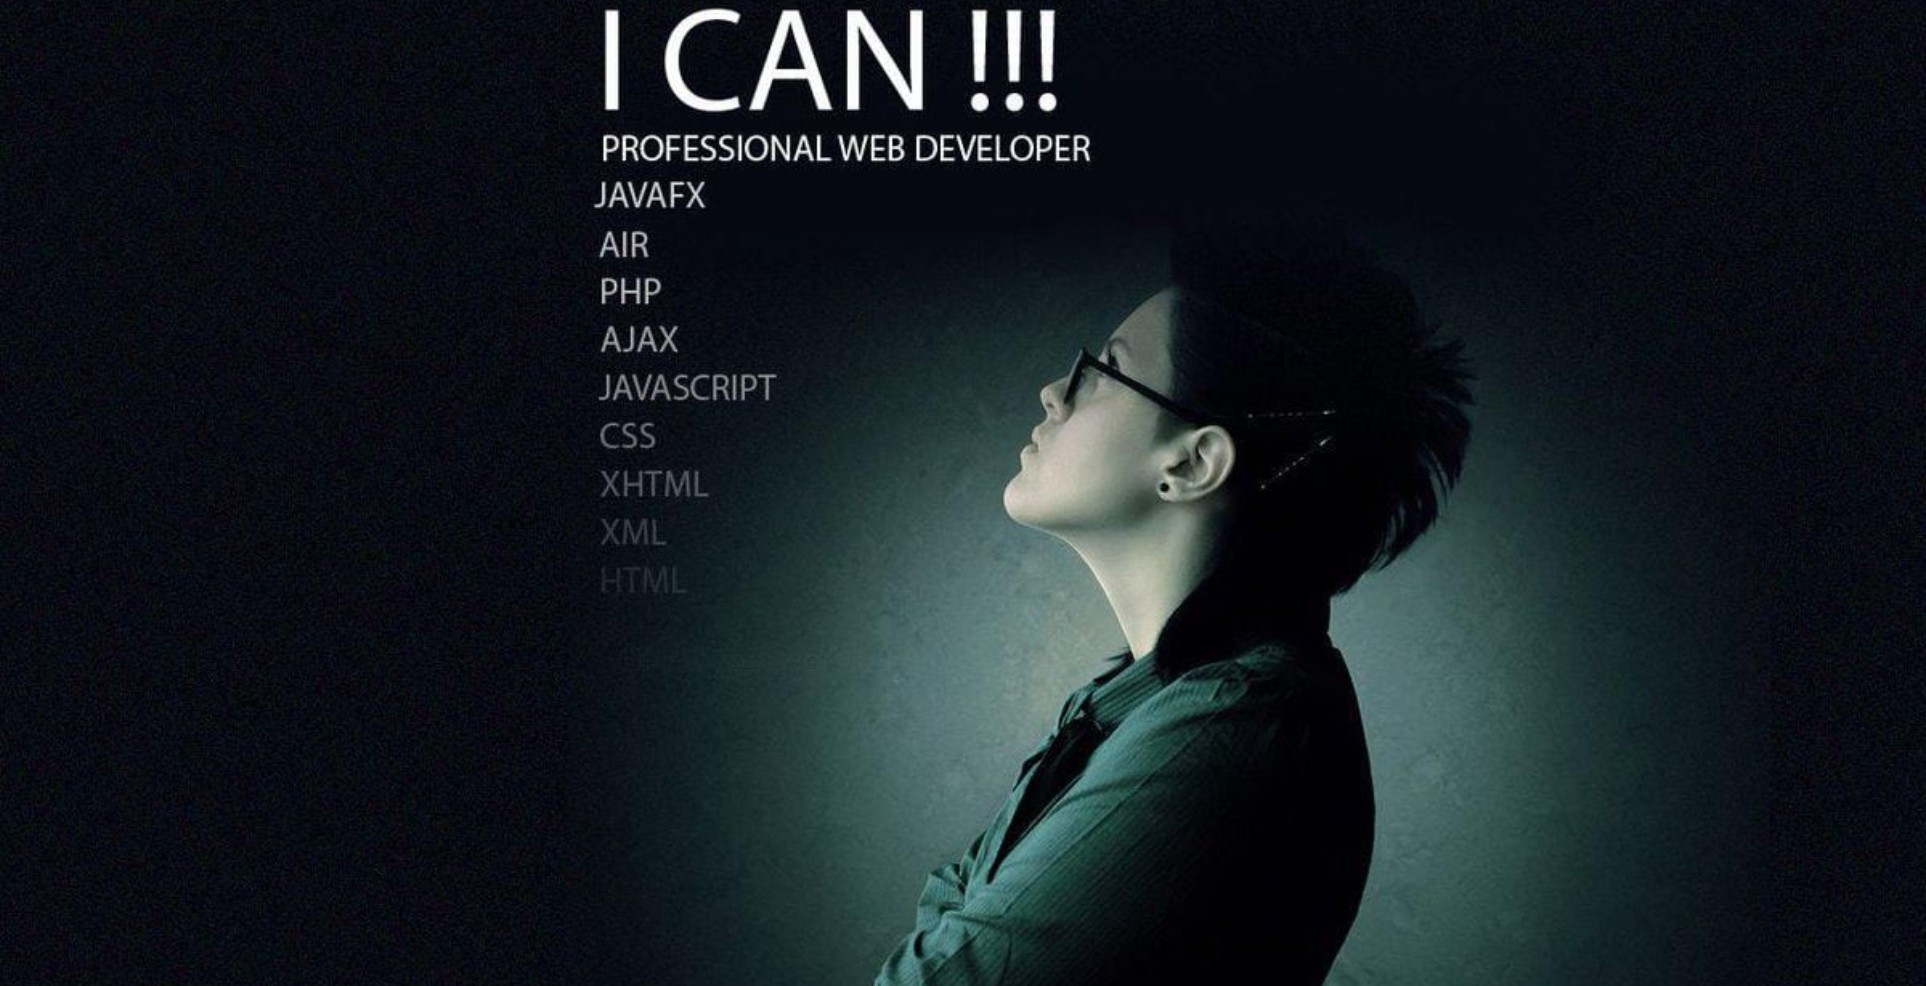 I CAN !!!
PROFESSIONAL WEB DEVELOPER
JAVAFX
AIR
PHP
AJAX
JAVASCRIPT
CSS
XHTML
XML
HTML